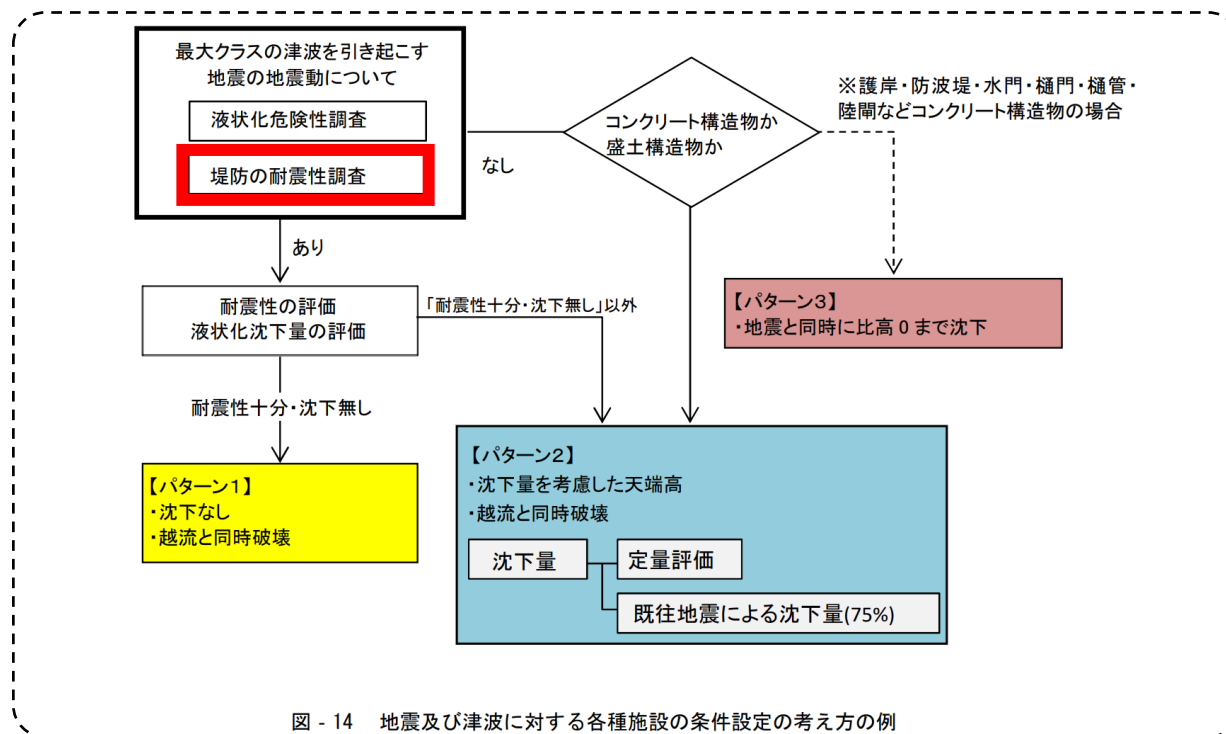 最大クラスの津波を引き起こす
地震の地震動について
液状化危険性調査
堤防の耐震性調査
なし
コンクリート構造物か
盛土構造物か
※護岸・防波堤・水門・樋門・樋管・
陸閘などコンクリート構造物の場合
あり
耐震性の評価
液状化沈下量の評価
「耐震性十分・沈下無し」以外
【パターン３】
・地震と同時に比高０まで沈下
耐震性十分・沈下無し
【パターン１】
・沈下なし
・越流と同時破壊
【パターン２】
・沈下量を考慮した天端高
・越流と同時破壊
沈下量
定量評価
既往地震による沈下量(75%)
図 - 14 地震及び津波に対する各種施設の条件設定の考え方の例